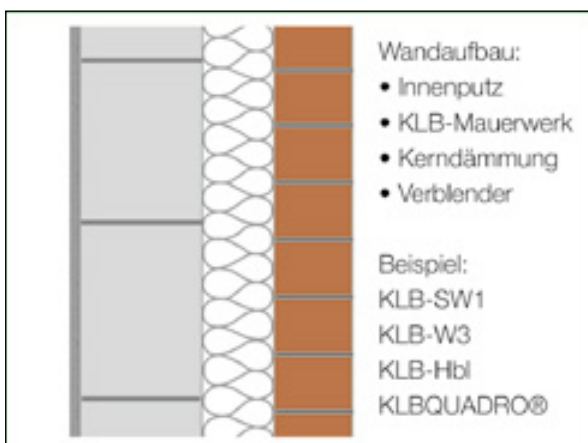 Wandaufbau:
• Innenputz
• KLB-Mauerwerk
• Kerndämmung
• Verblender
Beispiel:
KLB-SW1
KLB-W3
KLB-Hbl
KLBQUADRO®